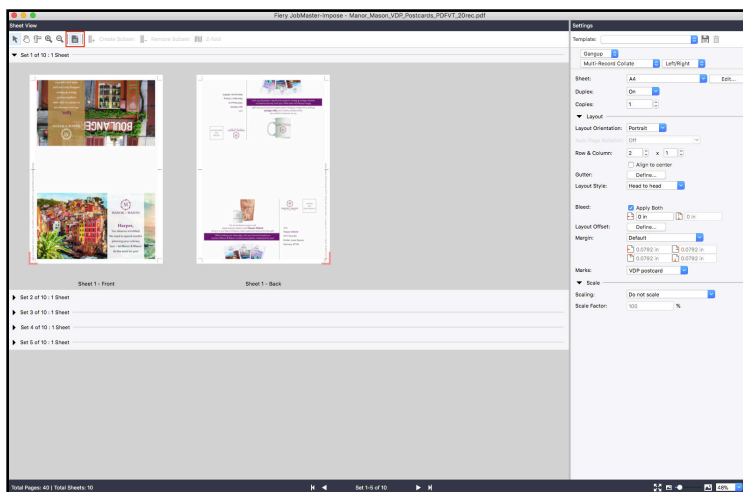 Fiery JobMaster-Impose - Manor_Mason_VDP_Postcards_PDFVT_20rec.pdf
Sheet View
Create Subset
Remove Subset
Z-Fold
Set 1 of 10 : 1 Sheet
BOULANGE
MANOR + MASON
Harper,
Sheet 1 - Front
Sheet 1 - Back
Set 2 of 10 : 1 Sheet
Set 3 of 10 : 1 Sheet
Set 4 of 10 : 1 Sheet
Set 5 of 10 : 1 Sheet
Total Pages: 40 | Total Sheets: 10
Set 1-5 of 10
48%
Settings
Template:
Gangup
Multi-Record Collate
Left/Right
Sheet:
A4
Edit...
Duplex:
On
Copies:
1
Layout
Layout Orientation:
Portrait
Off
Row & Column:
2 x 1
Align to center
Gutter:
Define...
Layout Style:
Head to head
Bleed:
Apply Both
0 in
0 in
Layout Offset:
Define...
Margin:
Default
0.0792 in
0.0792 in
0.0792 in
0.0792 in
Marks:
VDP postcard
Scale
Scaling:
Do not scale
Scale Factor:
100 %